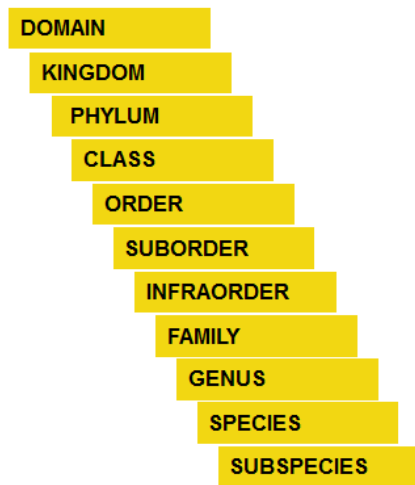 DOMAIN
KINGDOM
PHYLUM
CLASS
ORDER
SUBORDER
INFRAORDER
FAMILY
GENUS
SPECIES
SUBSPECIES